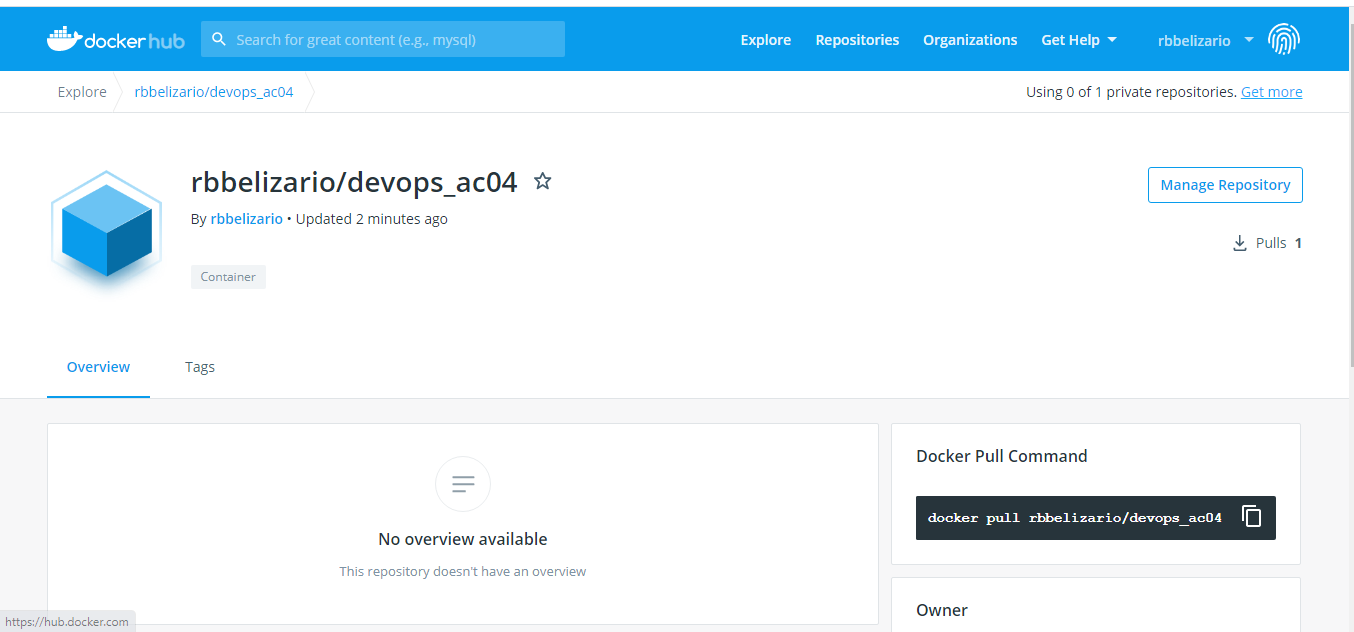 docker hub
Search for great content (e.g., mysql)
Explore Repositories Organizations Get Help rbbelizario
Explore rbbelizario/devops_ac04
Using 0 of 1 private repositories. Get more
rbbelizario/devops_ac04
Manage Repository
By rbbelizario • Updated 2 minutes ago
Pulls 1
Container
Overview Tags
No overview available
This repository doesn't have an overview
Docker Pull Command
docker pull rbbelizario/devops_ac04
Owner
https://hub.docker.com